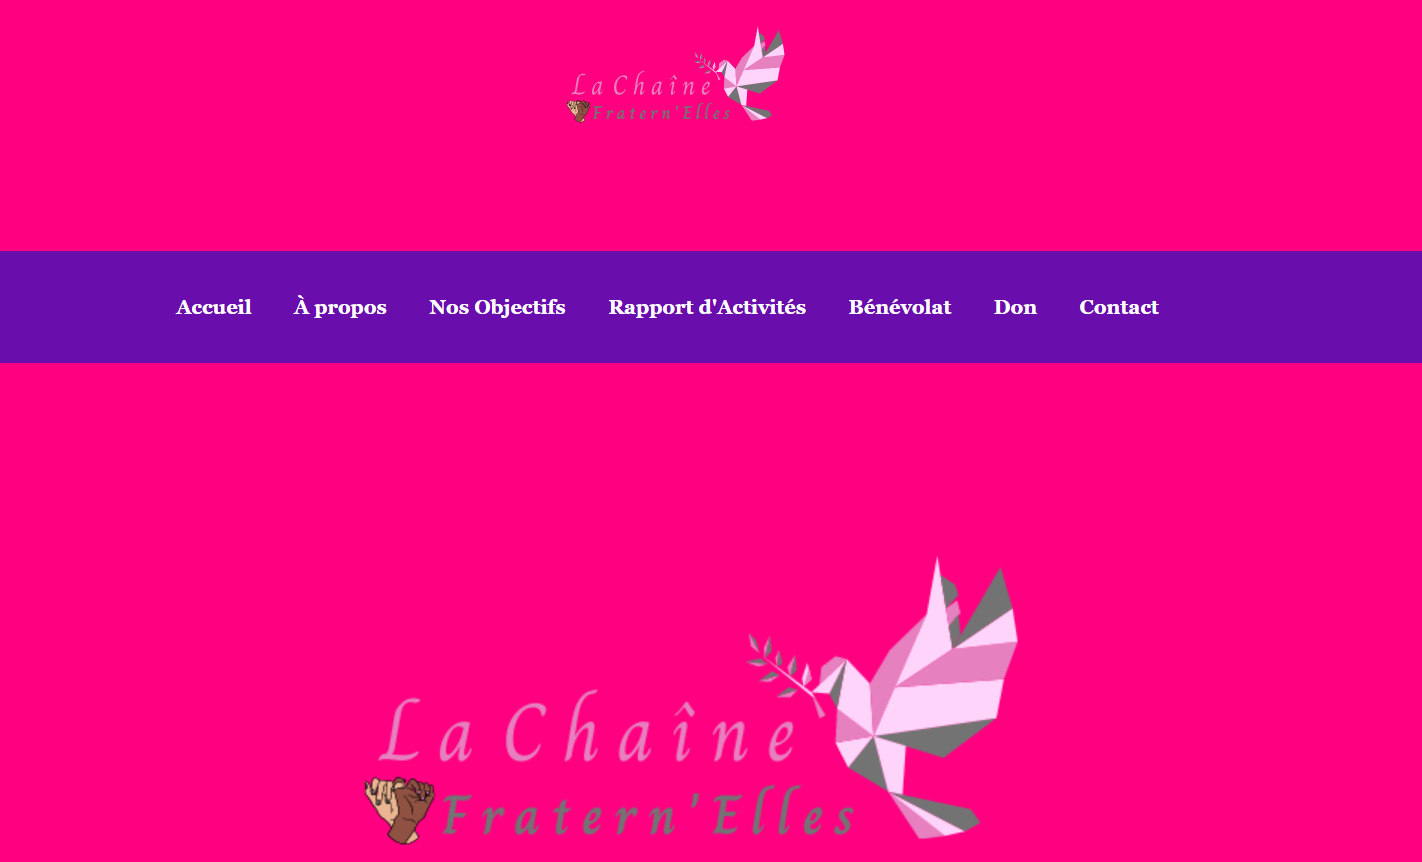 La Chaîne
Fratern'Elles
Accueil À propos Nos Objectifs Rapport d'Activités Bénévolat Don Contact
La Chaîne
Fratern'Elles